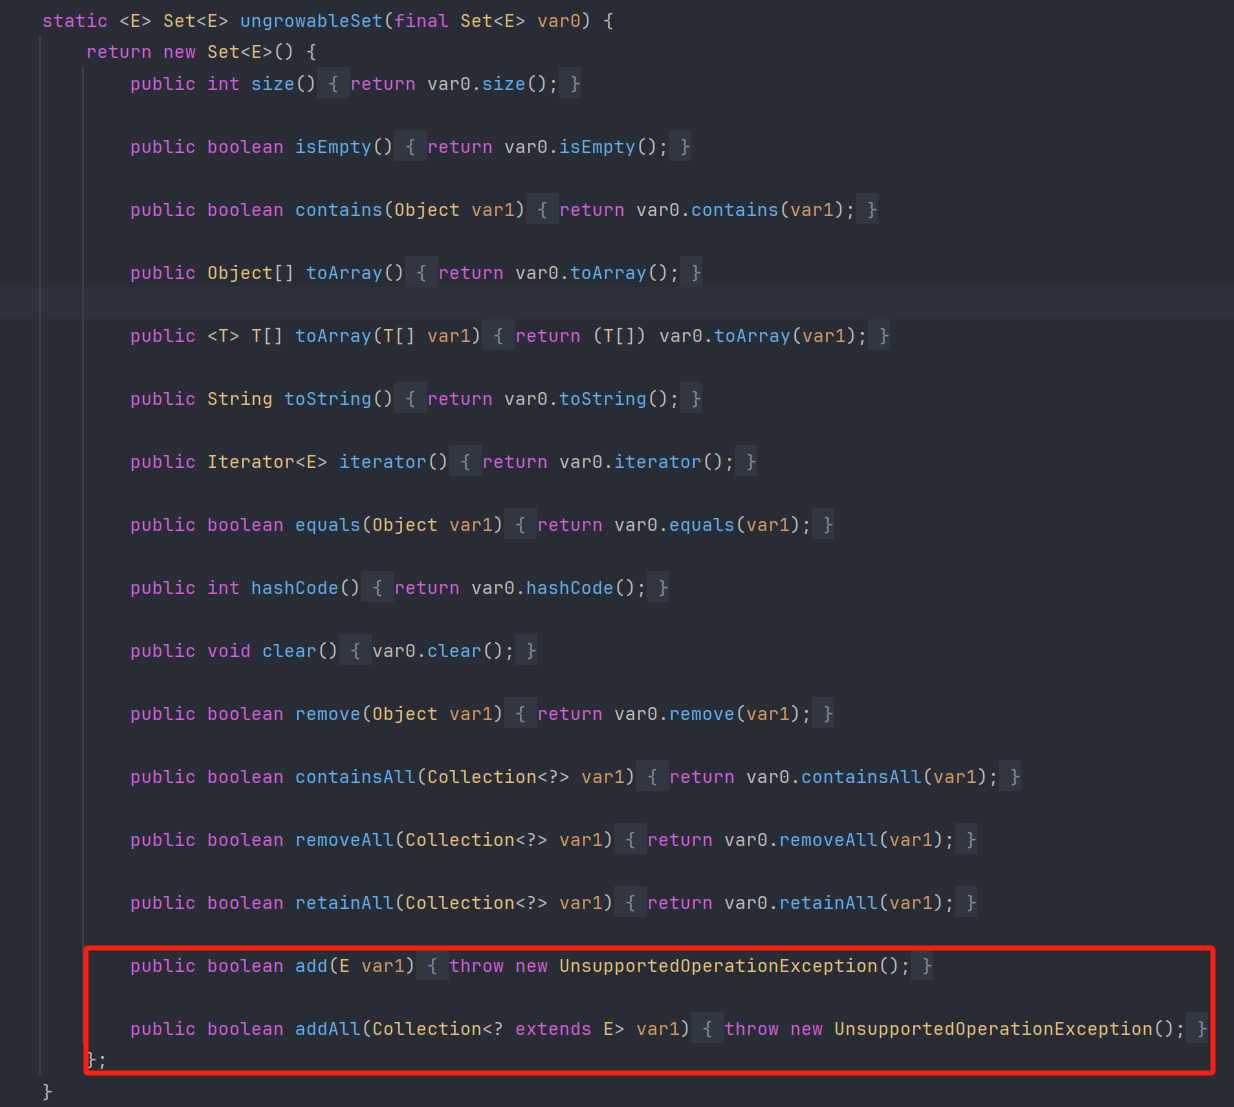 static <E> Set<E> ungrowableSet(final Set<E> var0) {
return new Set<E>() {
public int size() { return var0.size(); }
public boolean isEmpty() { return var0.isEmpty(); }
public boolean contains(Object var1) { return var0.contains(var1); }
public Object[] toArray() { return var0.toArray(); }
public <T> T[] toArray(T[] var1) { return (T[]) var0.toArray(var1); }
public String toString() { return var0.toString(); }
public Iterator<E> iterator() { return var0.iterator(); }
public boolean equals(Object var1) { return var0.equals(var1); }
public int hashCode() { return var0.hashCode(); }
public void clear() { var0.clear(); }
public boolean remove(Object var1) { return var0.remove(var1); }
public boolean containsAll(Collection<?> var1) { return var0.containsAll(var1); }
public boolean removeAll(Collection<?> var1) { return var0.removeAll(var1); }
public boolean retainAll(Collection<?> var1) { return var0.retainAll(var1); }
public boolean add(E var1) { throw new UnsupportedOperationException(); }
public boolean addAll(Collection<? extends E> var1) { throw new UnsupportedOperationException(); }
};
}